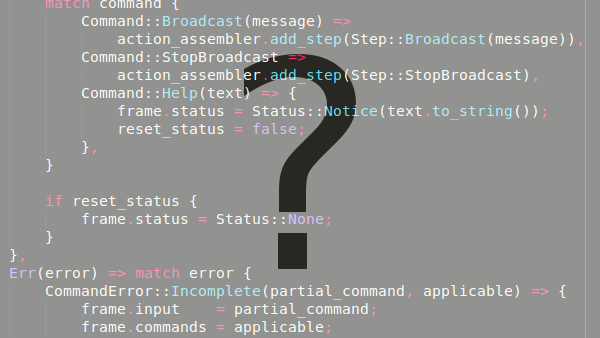 match command {
Command::Broadcast(message) =>
action_assembler.add_step(Step::Broadcast(message)),
Command::StopBroadcast =>
action_assembler.add_step(Step::StopBroadcast),
Command::Help(text) => {
frame.status = Status::Notice(text.to_string());
reset_status = false;
},
}
if reset_status {
frame.status = Status::None;
}
},
Err(error) => match error {
CommandError::Incomplete(partial_command, applicable) => {
frame.input    = partial_command;
frame.commands = applicable;
?